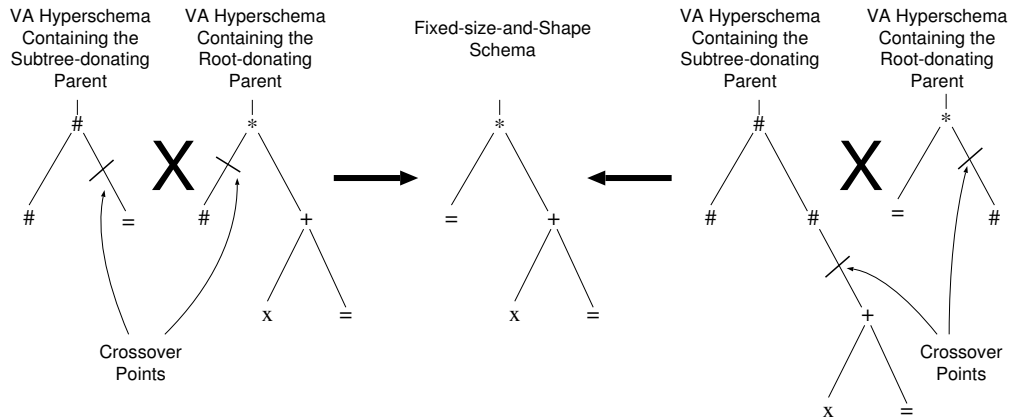 VA Hyperschema
Containing the
Subtree-donating
Parent
VA Hyperschema
Containing the
Root-donating
Parent
Fixed-size-and-Shape
Schema
VA Hyperschema
Containing the
Subtree-donating
Parent
VA Hyperschema
Containing the
Root-donating
Parent
#
# =
X
*
# +
x =
*
= +
x =
#
# #
+
x =
X
*
= #
Crossover
Points
Crossover
Points